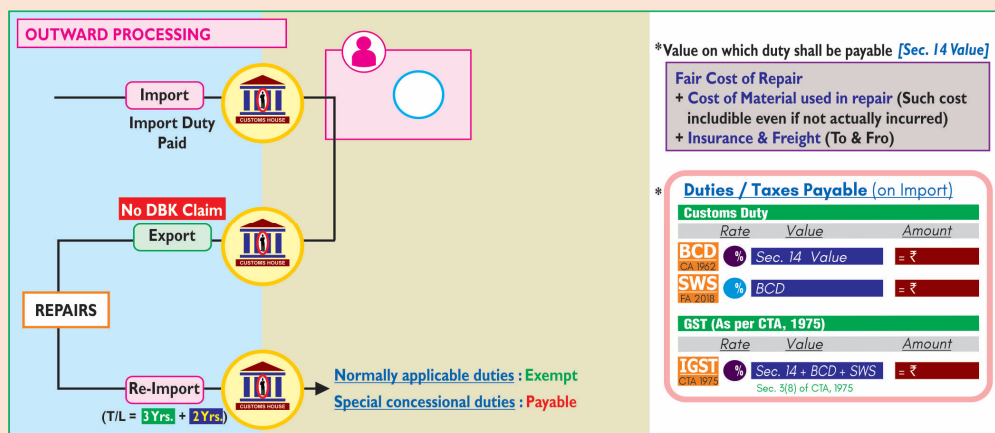 OUTWARD PROCESSING
Import
Import Duty
Paid
CUSTOMS HOUSE
No DBK Claim
Export
CUSTOMS HOUSE
REPAIRS
Re-Import
(T/L = 3Yrs. + 2Yrs.)
CUSTOMS HOUSE
Normally applicable duties : Exempt
Special concessional duties : Payable
*Value on which duty shall be payable [Sec. 14 Value]
Fair Cost of Repair
+ Cost of Material used in repair (Such cost
includible even if not actually incurred)
+ Insurance & Freight (To & Fro)
* Duties / Taxes Payable (on Import)
Customs Duty
Rate Value Amount
BCD % Sec. 14 Value = ₹
CA 1962
SWS % BCD = ₹
FA 2018
GST (As per CTA, 1975)
Rate Value Amount
IGST % Sec. 14 + BCD + SWS = ₹
CTA 1975 Sec. 3(8) of CTA, 1975